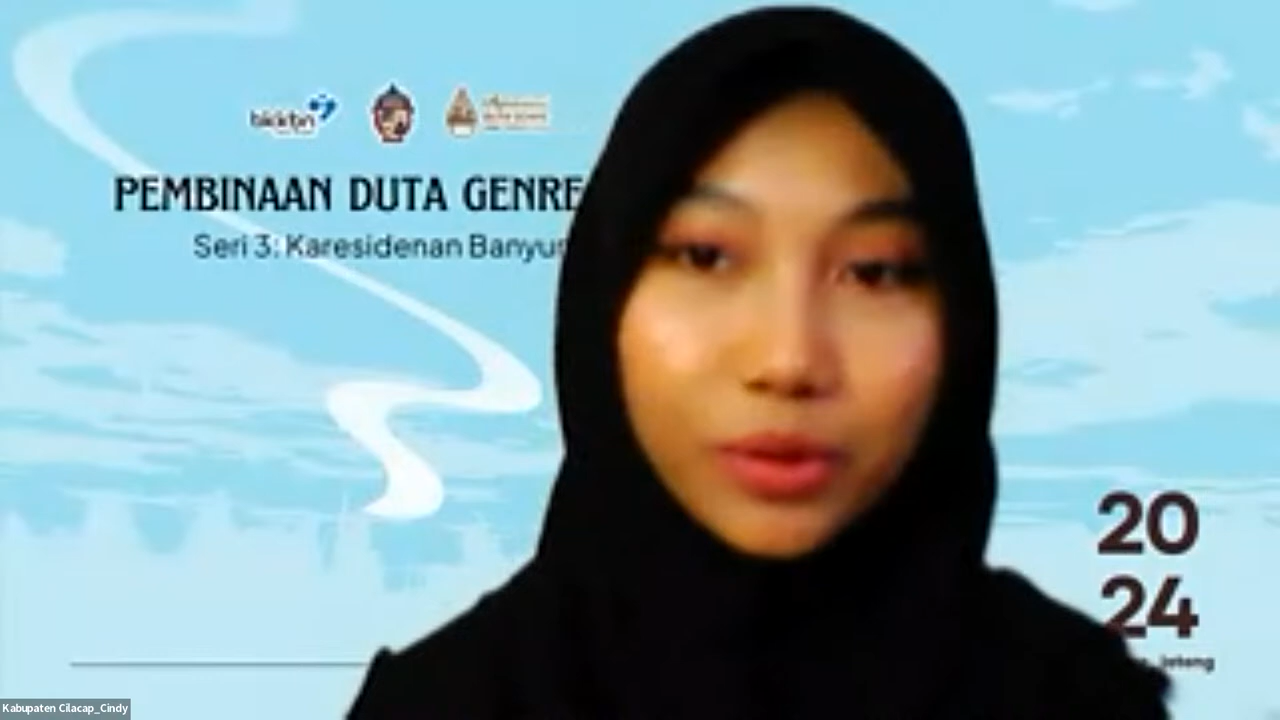 bkkbn
PEMBINAAN DUTA GENRE
Seri 3: Karesidenan Banyu
20
24
jateng
Kabupaten Cilacap_Cindy